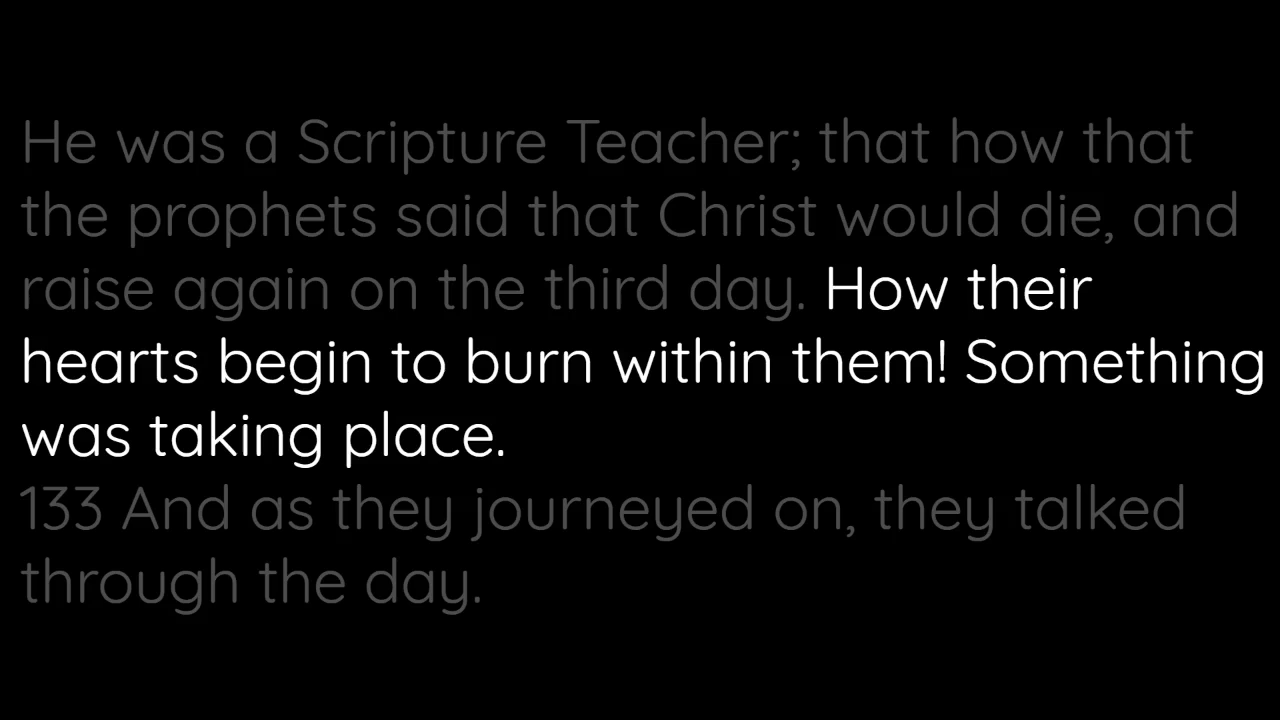 He was a Scripture Teacher; that how that
the prophets said that Christ would die, and
raise again on the third day. How their
hearts begin to burn within them! Something
was taking place.
133 And as they journeyed on, they talked
through the day.